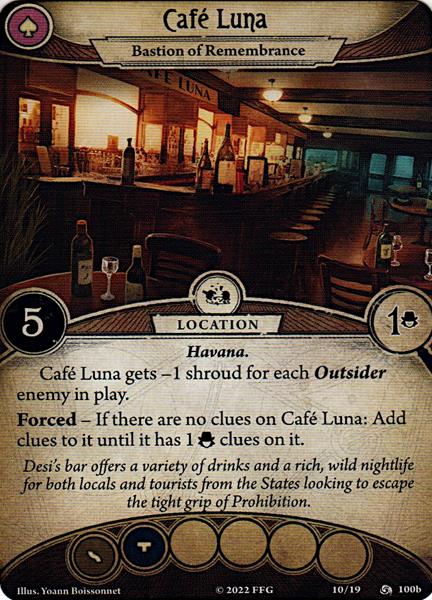 Café Luna
Bastion of Remembrance
CAFE LUNA
5
LOCATION
1
Havana.
Café Luna gets –1 shroud for each Outsider
enemy in play.
Forced – If there are no clues on Café Luna: Add
clues to it until it has 1 clues on it.
Desi's bar offers a variety of drinks and a rich, wild nightlife
for both locals and tourists from the States looking to escape
the tight grip of Prohibition.
Illus. Yoann Boissonnet
© 2022 FFG
10/19
100b